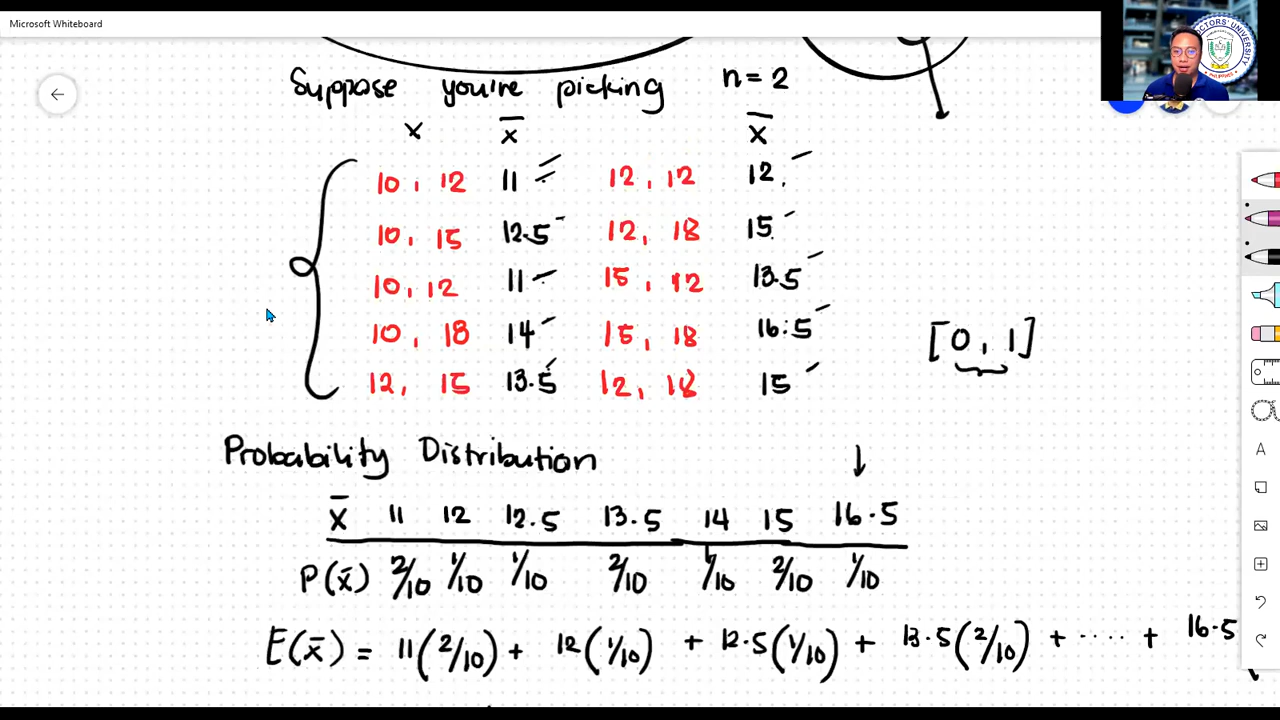 Microsoft Whiteboard
CTORS' UNIVERSITY
PHILIPPINES
Suppose you're picking n = 2
x x̄ x̄
10, 12 11 12, 12 12
10, 15 12.5 12, 18 15
10, 12 11 15, 12 13.5
10, 18 14 15, 18 16.5
12, 15 13.5 12, 18 15
[0, 1]
Probability Distribution
x̄ 11 12 12.5 13.5 14 15 16.5
P(x̄) 2/10 1/10 1/10 2/10 1/10 2/10 1/10
E(x̄) = 11(2/10) + 12(1/10) + 12.5(1/10) + 13.5(2/10) + ···· + 16.5